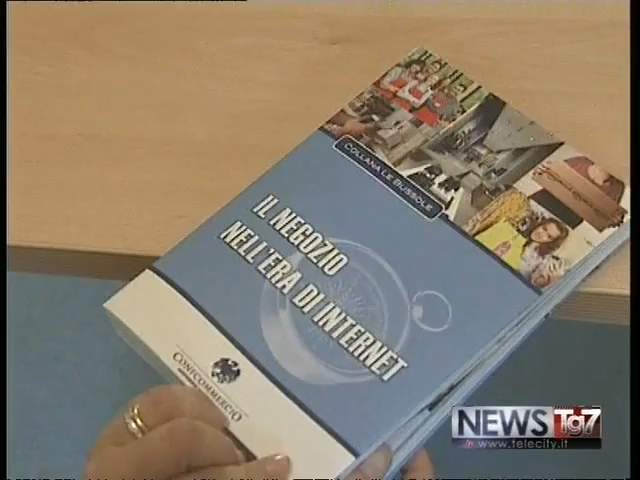 COLLANA LE BUSSOLE
IL NEGOZIO
NELL'ERA DI INTERNET
CONFCOMMERCIO
NEWS Tg7
www.telecity.it